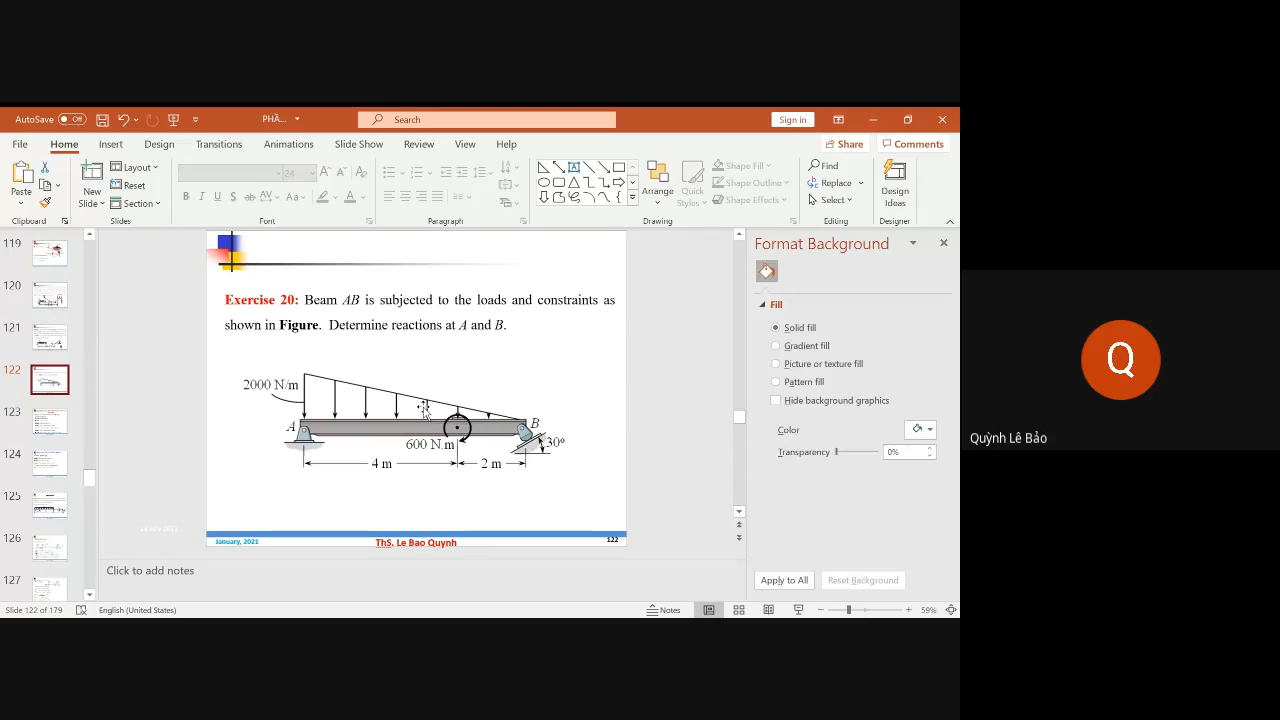 AutoSave Off PHẦ... Search Sign in
File Home Insert Design Transitions Animations Slide Show Review View Help Share Comments
Paste New Slide Layout Reset Section 24 Arrange Quick Styles Shape Fill Shape Outline Shape Effects Find Replace Select Design Ideas
B I U S ab AV Aa A
Clipboard Slides Font Paragraph Drawing Editing Designer
119
120
121
122
123
124
125
126
127
Exercise 20: Beam AB is subjected to the loads and constraints as
shown in Figure. Determine reactions at A and B.
2000 N/m
A
B
600 N.m
30º
4 m
2 m
January, 2021 ThS. Le Bao Quynh 122
Click to add notes
Format Background
Fill
Solid fill
Gradient fill
Picture or texture fill
Pattern fill
Hide background graphics
Color
Transparency 0%
Apply to All Reset Background
Slide 122 of 179 English (United States) Notes 59%
Q
Quỳnh Lê Bảo